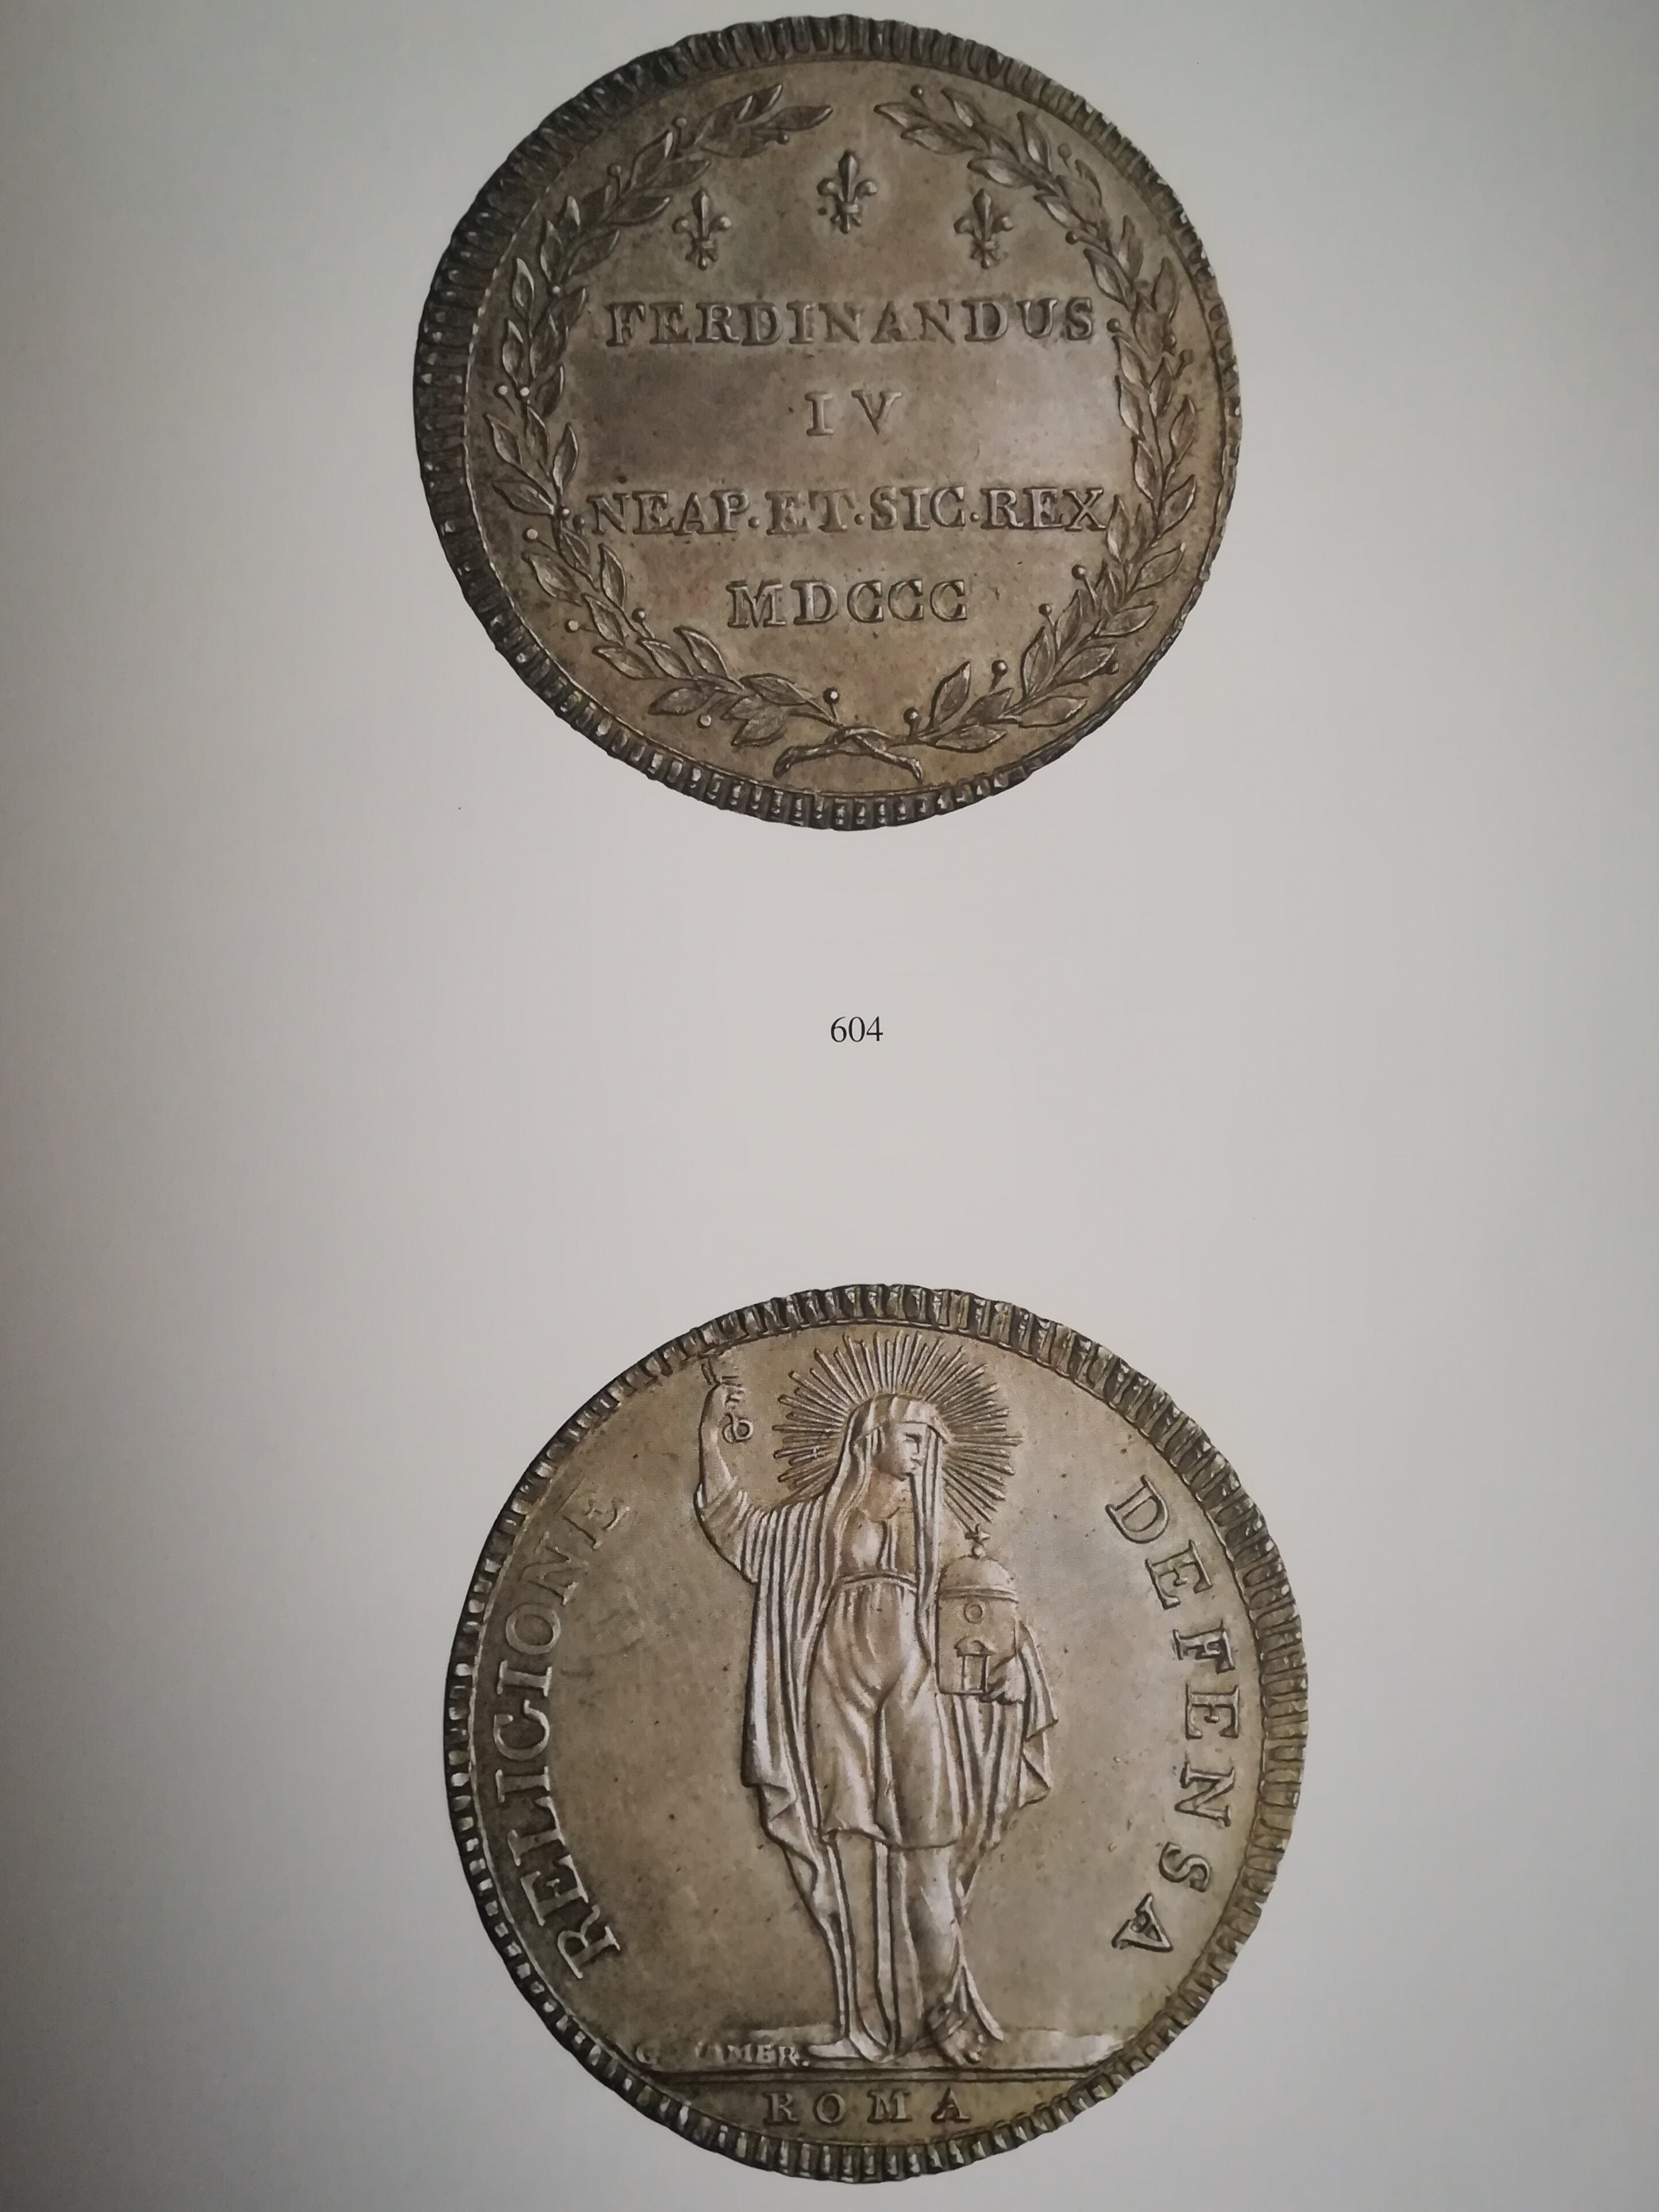 FERDINANDUS
IV
NEAP·ET·SIC·REX
MDCCC
604
RELIGIONE DEFENSA
ROMA